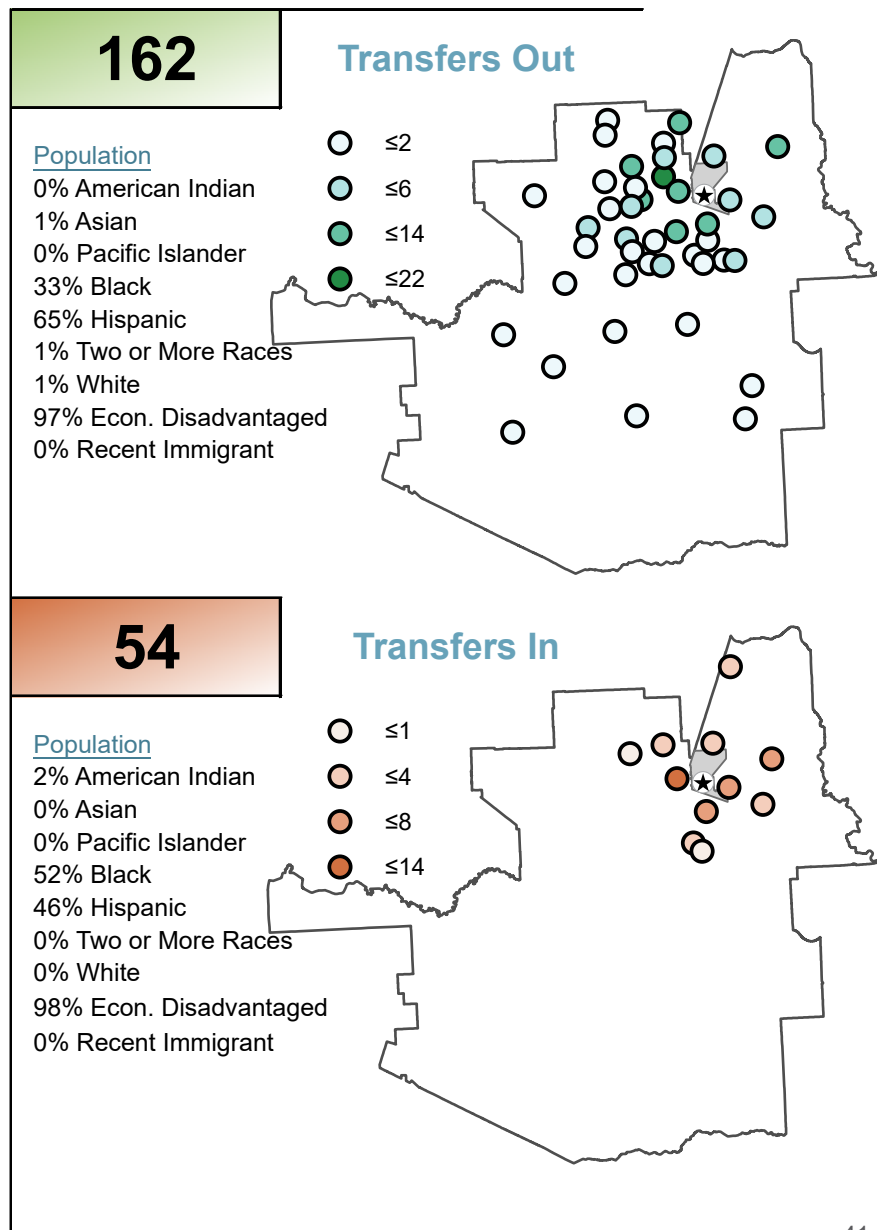 162
Transfers Out
Population
0% American Indian
1% Asian
0% Pacific Islander
33% Black
65% Hispanic
1% Two or More Races
1% White
97% Econ. Disadvantaged
0% Recent Immigrant
≤2
≤6
≤14
≤22
54
Transfers In
Population
2% American Indian
0% Asian
0% Pacific Islander
52% Black
46% Hispanic
0% Two or More Races
0% White
98% Econ. Disadvantaged
0% Recent Immigrant
≤1
≤4
≤8
≤14